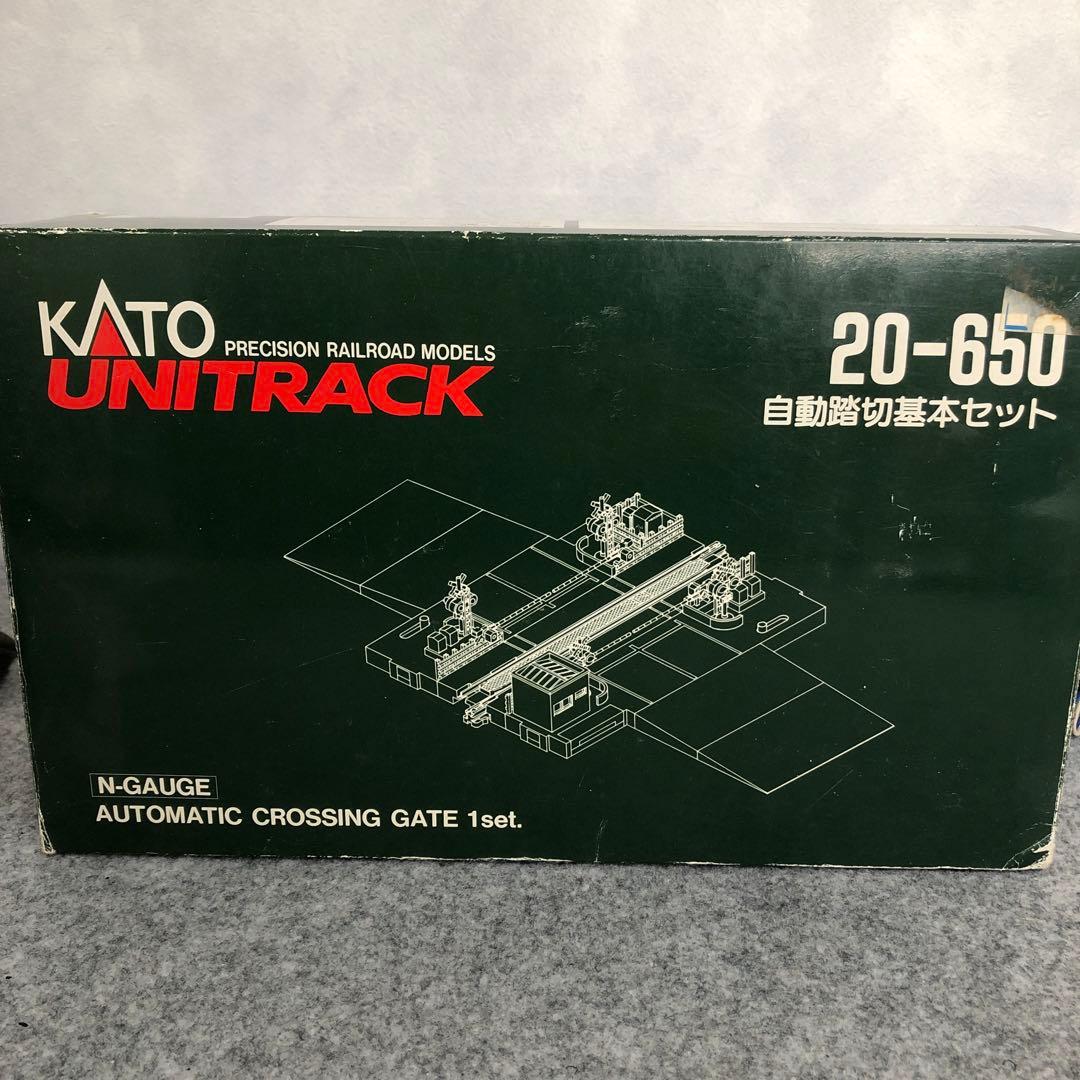 KATO PRECISION RAILROAD MODELS
UNITRACK
20-650
自動踏切基本セット
N-GAUGE
AUTOMATIC CROSSING GATE 1set.